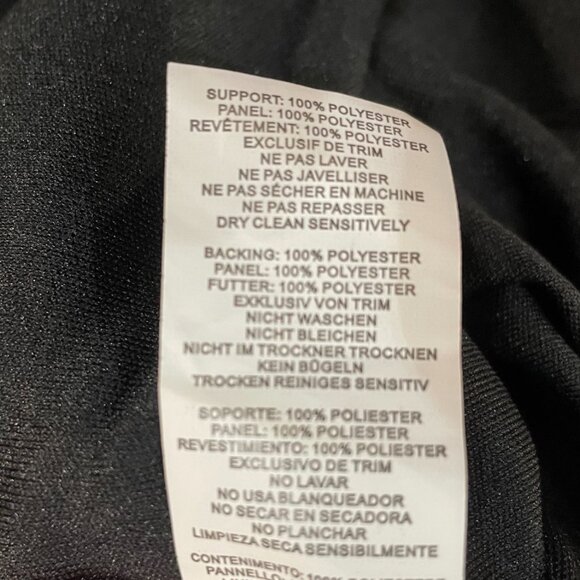 SUPPORT: 100% POLYESTER
PANEL: 100% POLYESTER
REVÊTEMENT: 100% POLYESTER
EXCLUSIF DE TRIM
NE PAS LAVER
NE PAS JAVELLISER
NE PAS SÉCHER EN MACHINE
NE PAS REPASSER
DRY CLEAN SENSITIVELY
BACKING: 100% POLYESTER
PANEL: 100% POLYESTER
FUTTER: 100% POLYESTER
EXKLUSIV VON TRIM
NICHT WASCHEN
NICHT BLEICHEN
NICHT IM TROCKNER TROCKNEN
KEIN BÜGELN
TROCKEN REINIGES SENSITIV
SOPORTE: 100% POLIESTER
PANEL: 100% POLIESTER
REVESTIMIENTO: 100% POLIESTER
EXCLUSIVO DE TRIM
NO LAVAR
NO USA BLANQUEADOR
NO SECAR EN SECADORA
NO PLANCHAR
LIMPIEZA SECA SENSIBILMENTE
CONTENIMENTO: 100%
PANNELLO: